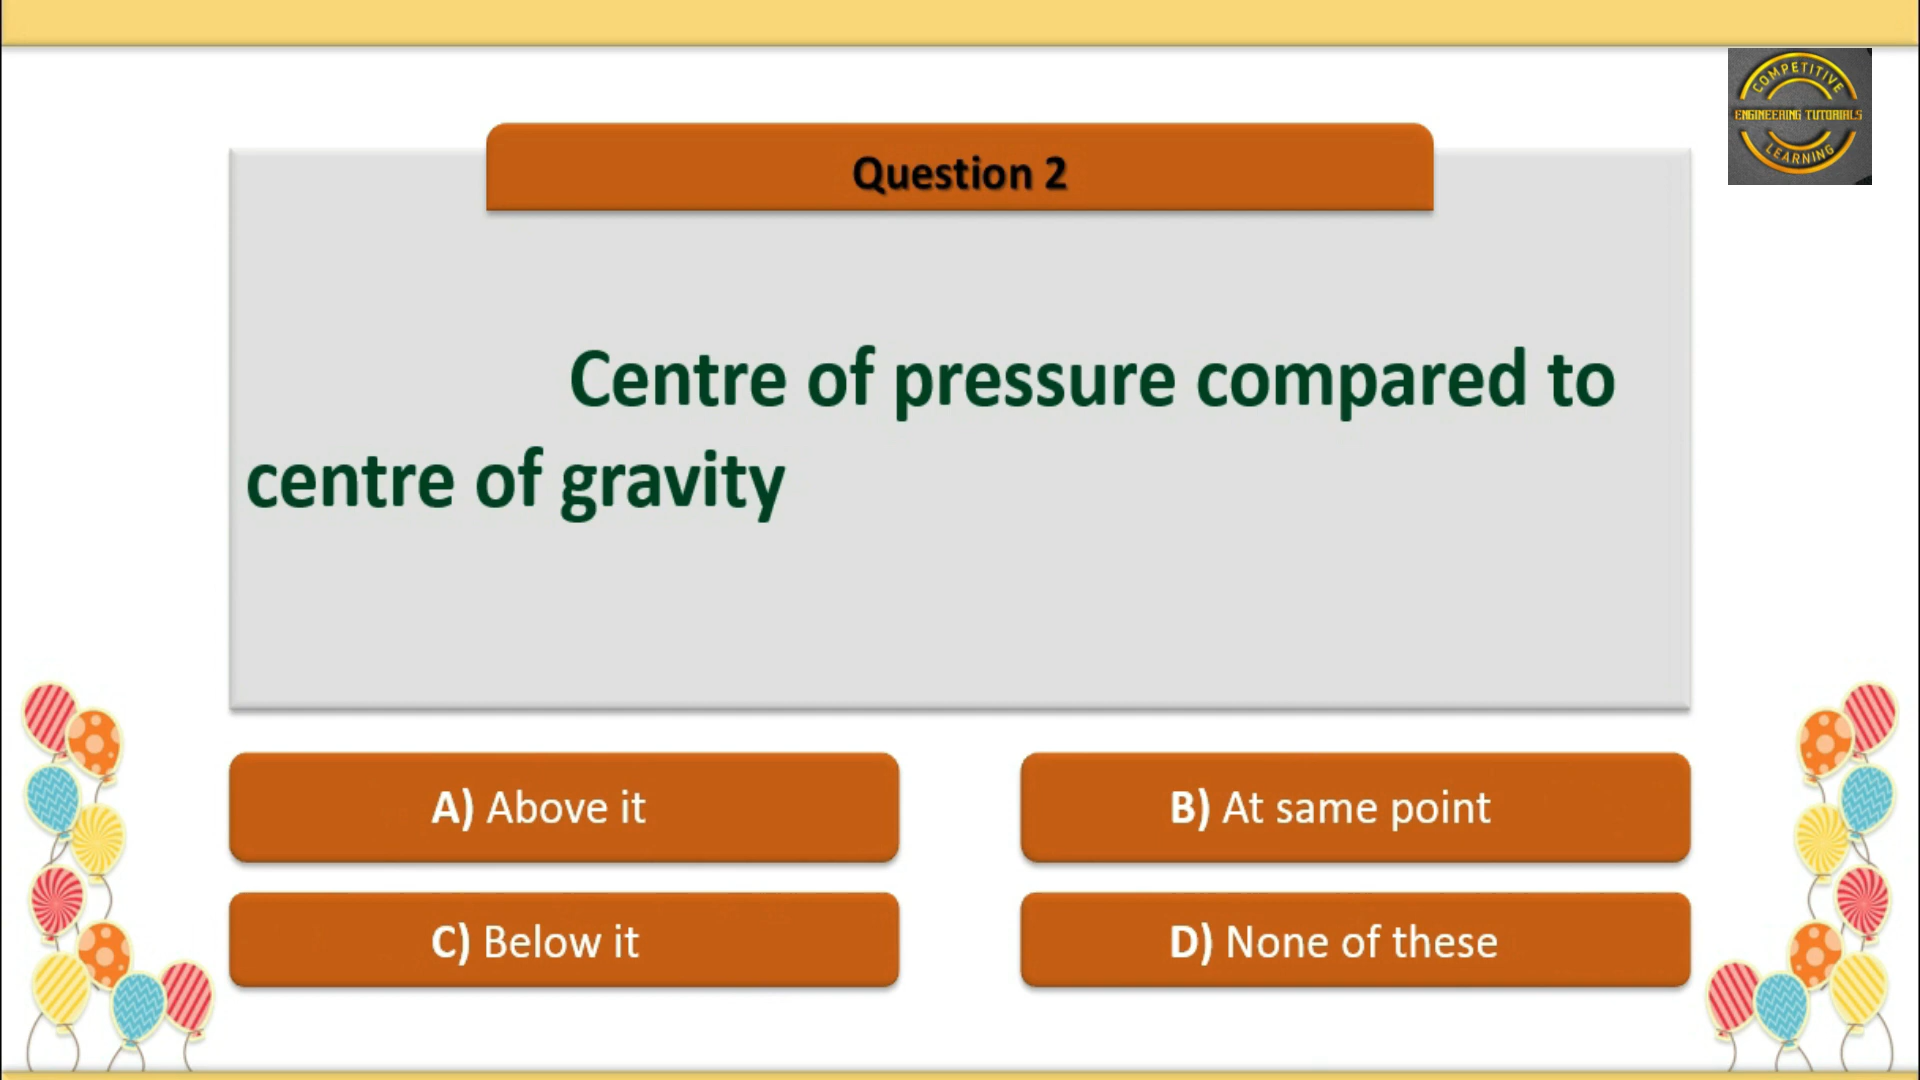 COMPETITIVE
ENGINEERING TUTORIALS
LEARNING
Question 2
Centre of pressure compared to
centre of gravity
A) Above it
B) At same point
C) Below it
D) None of these